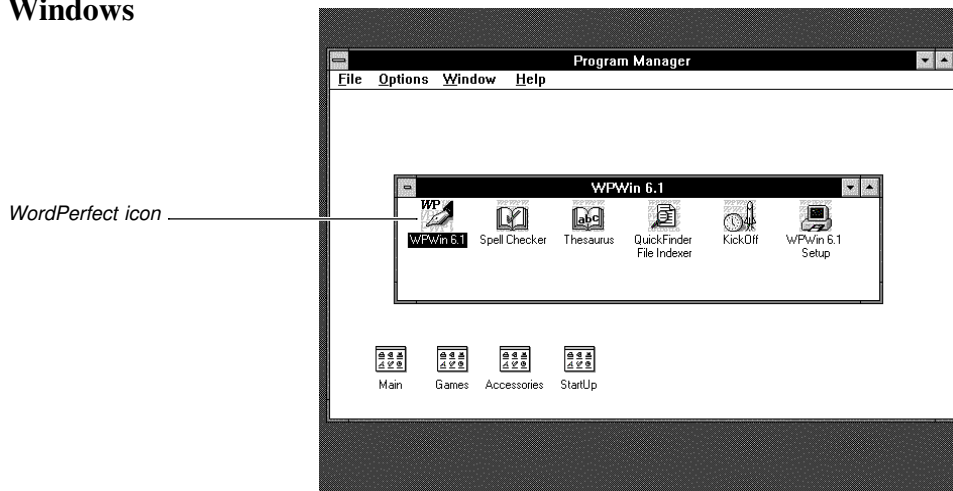 Windows
Program Manager
File Options Window Help
WordPerfect icon
WPWin 6.1
WP
WPWin 6.1 Spell Checker Thesaurus QuickFinder File Indexer KickOff WPWin 6.1 Setup
Main Games Accessories StartUp